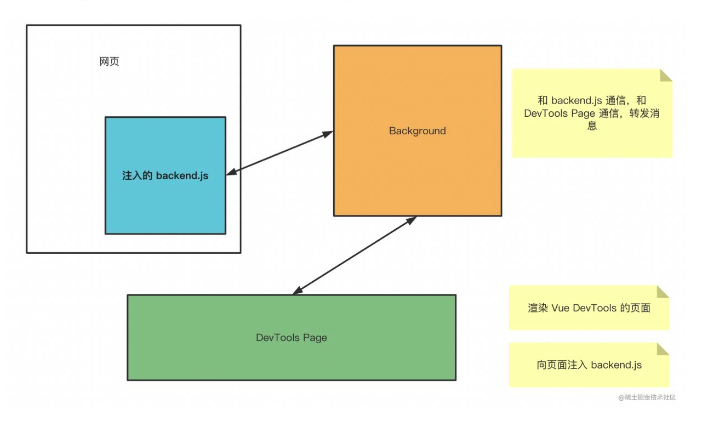 网页
注入的 backend.js
Background
和 backend.js 通信，和
DevTools Page 通信，转发消
息
DevTools Page
渲染 Vue DevTools 的页面
向页面注入 backend.js
@稀土掘金技术社区